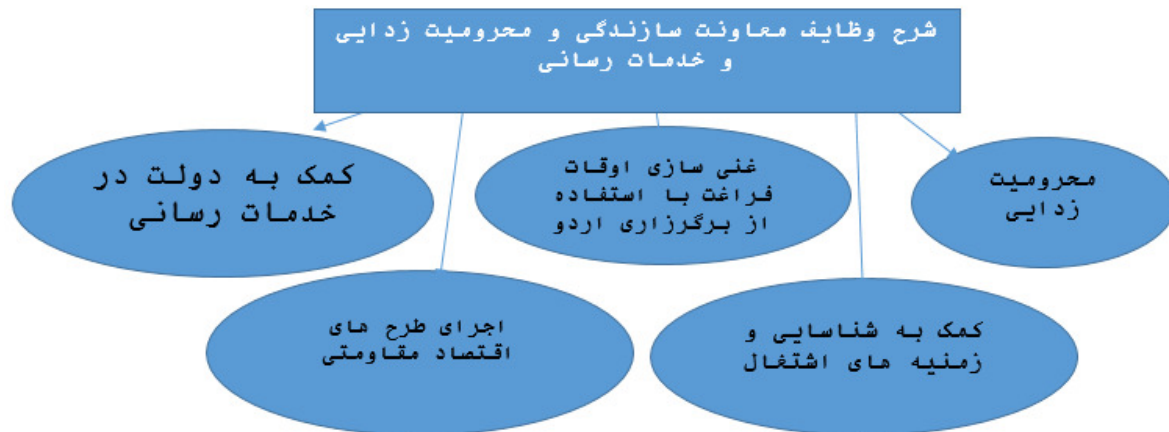 شرح وظایف معاونت سازندگی و محرومیت زدایی
و خدمات رسانی
محرومیت
زدایی
غنی سازی اوقات
فراغت با استفاده
از برگرزاری اردو
کمک به دولت در
خدمات رسانی
کمک به شناسایی و
زمنیه های اشتغال
اجرای طرح های
اقتصاد مقاومتی